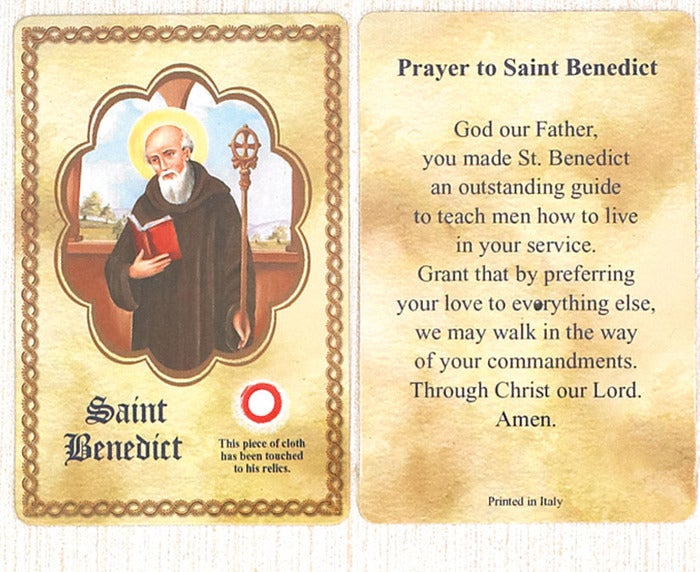 Saint
Benedict
This piece of cloth
has been touched
to his relics.
Prayer to Saint Benedict
God our Father,
you made St. Benedict
an outstanding guide
to teach men how to live
in your service.
Grant that by preferring
your love to everything else,
we may walk in the way
of your commandments.
Through Christ our Lord.
Amen.
Printed in Italy